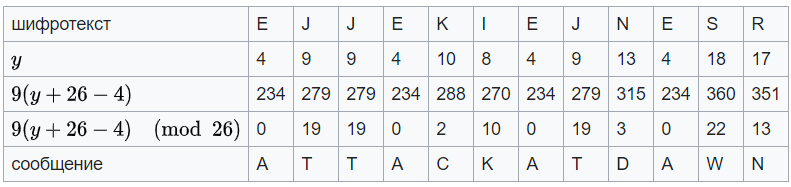 шифротекст E J J E K I E J N E S R
y 4 9 9 4 10 8 4 9 13 4 18 17
9(y + 26 − 4) 234 279 279 234 288 270 234 279 315 234 360 351
9(y + 26 − 4) (mod 26) 0 19 19 0 2 10 0 19 3 0 22 13
сообщение A T T A C K A T D A W N